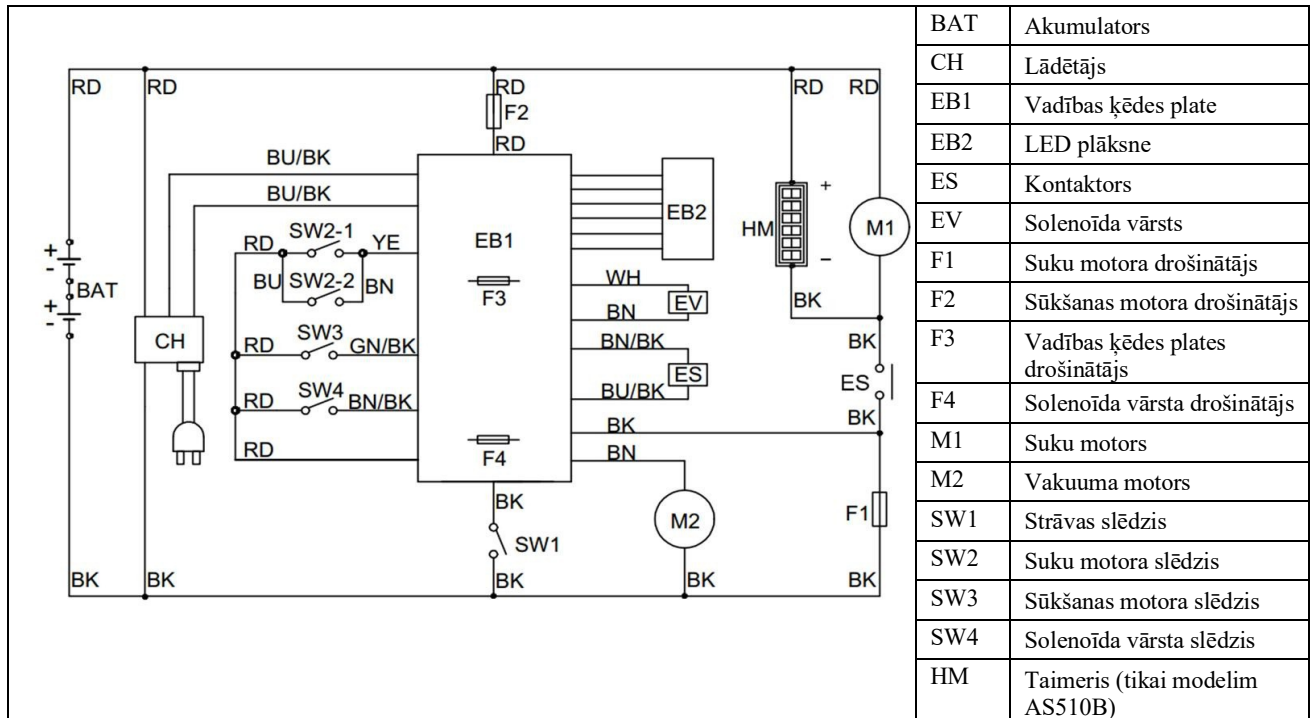 RD RD RD RD RD
F2
RD
BU/BK
BU/BK
SW2-1
RD YE
BU SW2-2 BN
EB1
EB2
HM + -
M1
F3
WH
EV
BN
BK
+
-
BAT
+
-
CH
SW3
RD GN/BK
BN/BK
ES
BU/BK
BK
ES
BK
SW4
RD BN/BK
BK
RD
F4
BN
BK
SW1
M2
F1
BK BK BK BK BK
BAT Akumulators
CH Lādētājs
EB1 Vadības ķēdes plate
EB2 LED plāksne
ES Kontaktors
EV Solenoīda vārsts
F1 Suku motora drošinātājs
F2 Sūkšanas motora drošinātājs
F3 Vadības ķēdes plates
drošinātājs
F4 Solenoīda vārsta drošinātājs
M1 Suku motors
M2 Vakuuma motors
SW1 Strāvas slēdzis
SW2 Suku motora slēdzis
SW3 Sūkšanas motora slēdzis
SW4 Solenoīda vārsta slēdzis
HM Taimeris (tikai modelim
AS510B)